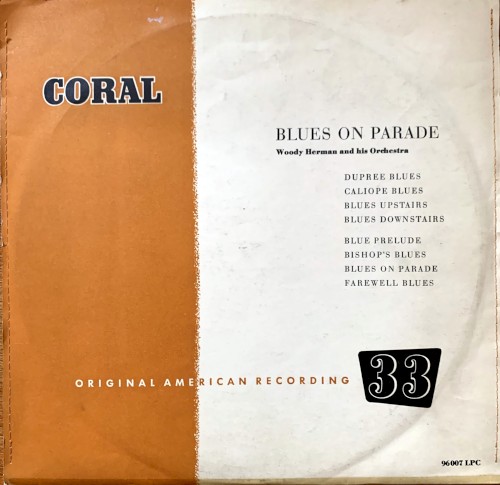 CORAL
BLUES ON PARADE
Woody Herman and his Orchestra
DUPREE BLUES
CALIOPE BLUES
BLUES UPSTAIRS
BLUES DOWNSTAIRS
BLUE PRELUDE
BISHOP'S BLUES
BLUES ON PARADE
FAREWELL BLUES
ORIGINAL AMERICAN RECORDING
33
96007 LPC